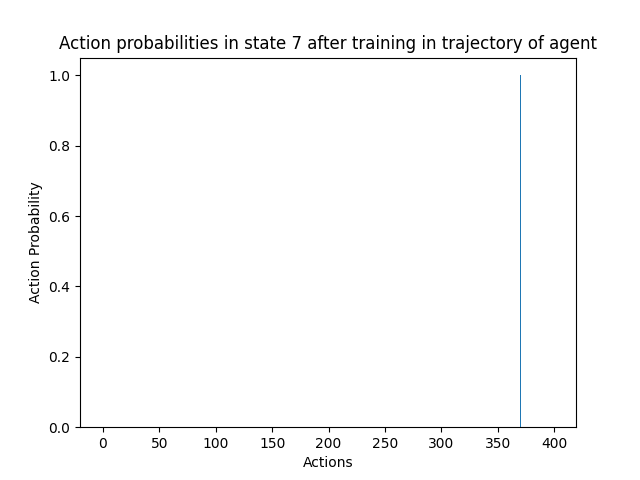 Action probabilities in state 7 after training in trajectory of agent
1.0
0.8
0.6
0.4
0.2
0.0
Action Probability
0 50 100 150 200 250 300 350 400
Actions